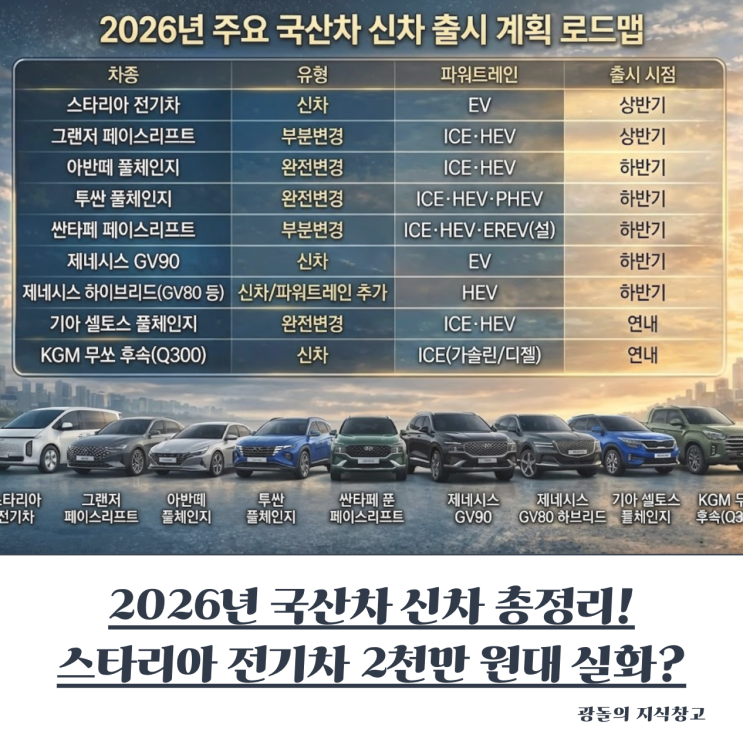 2026년 주요 국산차 신차 출시 계획 로드맵
차종 유형 파워트레인 출시 시점
스타리아 전기차 신차 EV 상반기
그랜저 페이스리프트 부분변경 ICE·HEV 상반기
아반떼 풀체인지 완전변경 ICE·HEV 하반기
투싼 풀체인지 완전변경 ICE·HEV·PHEV 하반기
싼타페 페이스리프트 부분변경 ICE·HEV·EREV(설) 하반기
제네시스 GV90 신차 EV 하반기
제네시스 하이브리드(GV80 등) 신차/파워트레인 추가 HEV 하반기
기아 셀토스 풀체인지 완전변경 ICE·HEV 연내
KGM 무쏘 후속(Q300) 신차 ICE(가솔린/디젤) 연내
스타리아 그랜저 아반떼 투싼 싼타페 푼 제네시스 제네시스 기아 셀토스 KGM 무
전기차 페이스리프트 풀체인지 풀체인지 페이스리프트 GV90 GV80 하브리드 틀체인지 후속(Q3
2026년 국산차 신차 총정리!
스타리아 전기차 2천만 원대 실화?
광돌의 지식창고